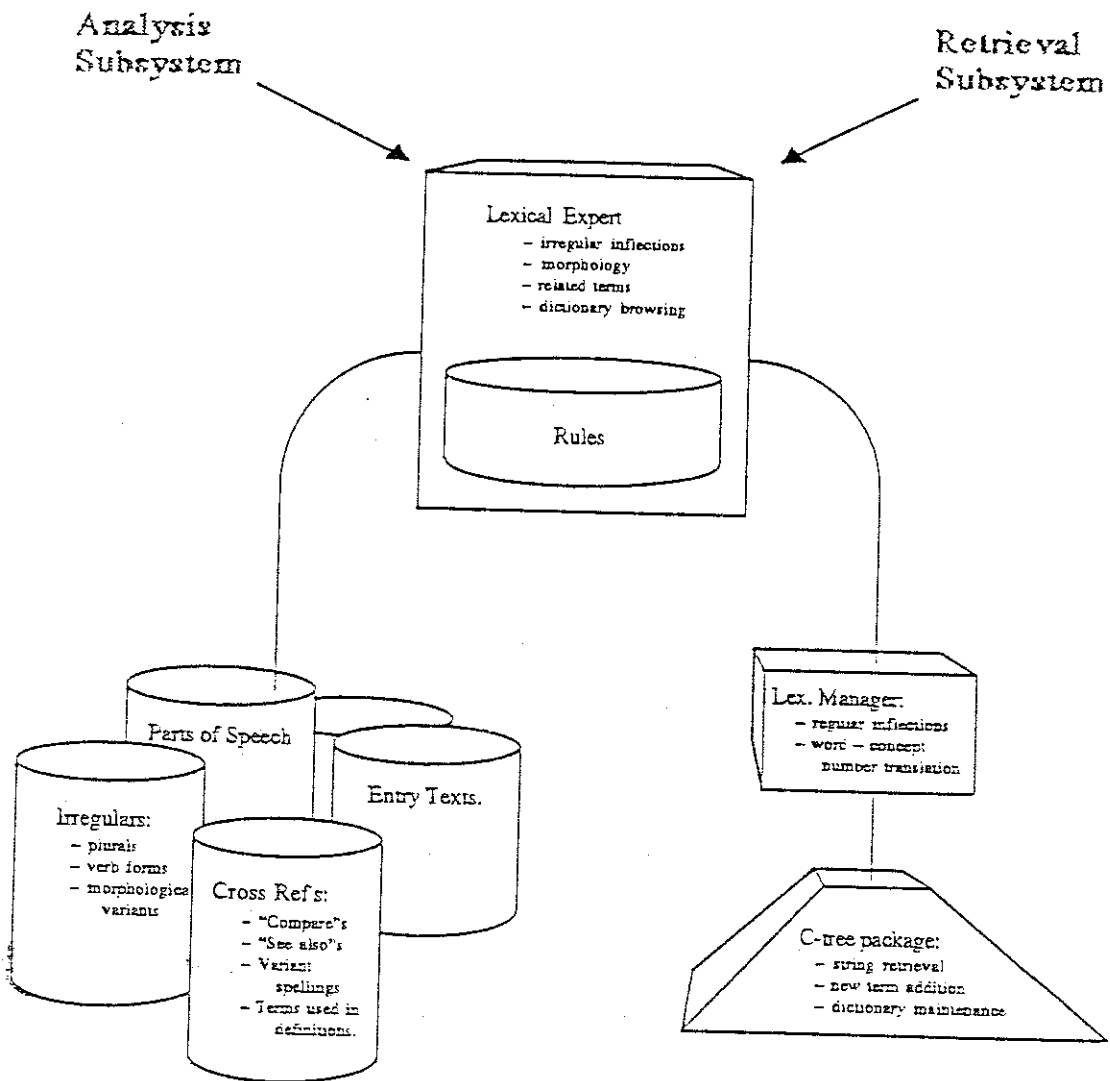 Analysis
Subsystem
Retrieval
Subsystem
Lexical Expert
– irregular inflections
– morphology
– related terms
– dictionary browsing
Rules
Parts of Speech
Entry Texts.
Irregulars:
– plurals
– verb forms
– morphological
variants
Cross Ref's:
– "Compare"s
– "See also"s
– Variant
spellings
– Terms used in
definitions.
Lex. Manager:
– regular inflections
– word – concept
number translation
C-tree package:
– string retrieval
– new term addition
– dictionary maintenance